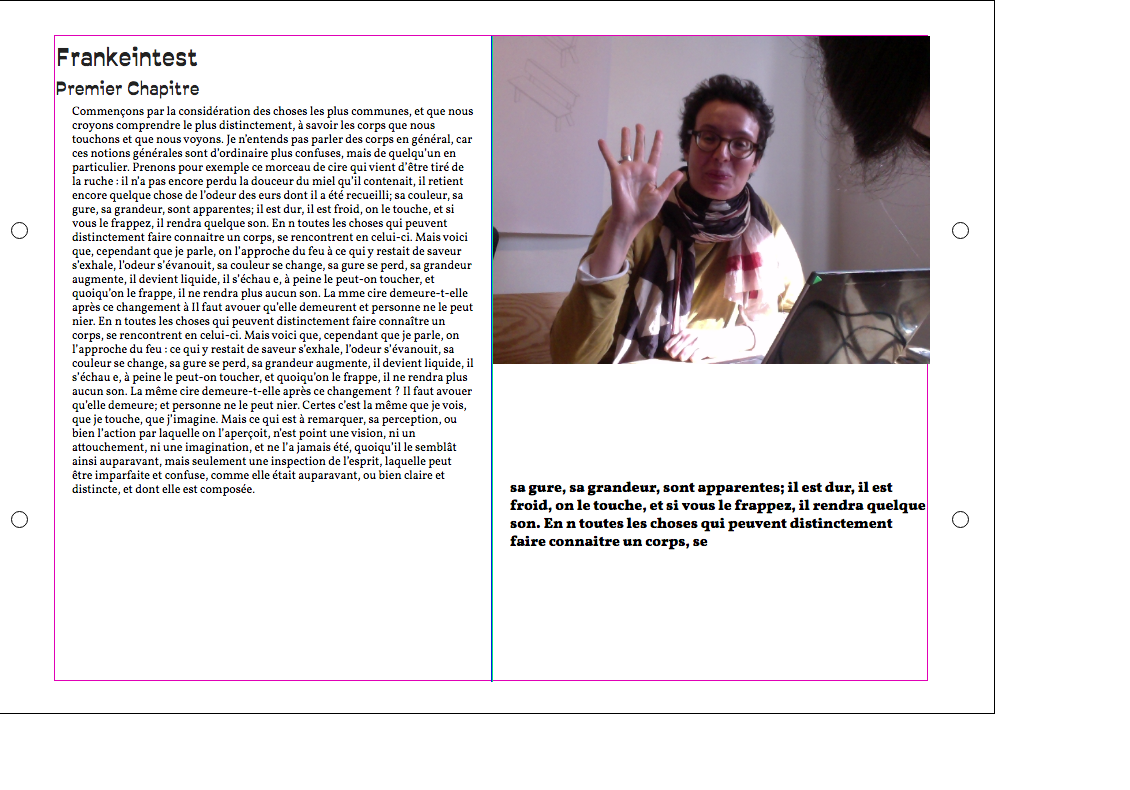 Frankeintest
Premier Chapitre
Commençons par la considération des choses les plus communes, et que nous
croyons comprendre le plus distinctement, à savoir les corps que nous
touchons et que nous voyons. Je n'entends pas parler des corps en général, car
ces notions générales sont d'ordinaire plus confuses, mais de quelqu'un en
particulier. Prenons pour exemple ce morceau de cire qui vient d'être tiré de
la ruche : il n'a pas encore perdu la douceur du miel qu'il contenait, il retient
encore quelque chose de l'odeur des eurs dont il a été recueilli; sa couleur, sa
gure, sa grandeur, sont apparentes; il est dur, il est froid, on le touche, et si
vous le frappez, il rendra quelque son. En n toutes les choses qui peuvent
distinctement faire connaitre un corps, se rencontrent en celui-ci. Mais voici
que, cependant que je parle, on l'approche du feu à ce qui y restait de saveur
s'exhale, l'odeur s'évanouit, sa couleur se change, sa gure se perd, sa grandeur
augmente, il devient liquide, il s'échau e, à peine le peut-on toucher, et
quoiqu'on le frappe, il ne rendra plus aucun son. La mme cire demeure-t-elle
après ce changement à Il faut avouer qu'elle demeurent et personne ne le peut
nier. En n toutes les choses qui peuvent distinctement faire connaître un
corps, se rencontrent en celui-ci. Mais voici que, cependant que je parle, on
l'approche du feu : ce qui y restait de saveur s'exhale, l'odeur s'évanouit, sa
couleur se change, sa gure se perd, sa grandeur augmente, il devient liquide, il
s'échau e, à peine le peut-on toucher, et quoiqu'on le frappe, il ne rendra plus
aucun son. La même cire demeure-t-elle après ce changement ? Il faut avouer
qu'elle demeure; et personne ne le peut nier. Certes c'est la même que je vois,
que je touche, que j'imagine. Mais ce qui est à remarquer, sa perception, ou
bien l'action par laquelle on l'aperçoit, n'est point une vision, ni un
attouchement, ni une imagination, et ne l'a jamais été, quoiqu'il le semblât
ainsi auparavant, mais seulement une inspection de l'esprit, laquelle peut
être imparfaite et confuse, comme elle était auparavant, ou bien claire et
distincte, et dont elle est composée.
sa gure, sa grandeur, sont apparentes; il est dur, il est
froid, on le touche, et si vous le frappez, il rendra quelque
son. En n toutes les choses qui peuvent distinctement
faire connaitre un corps, se